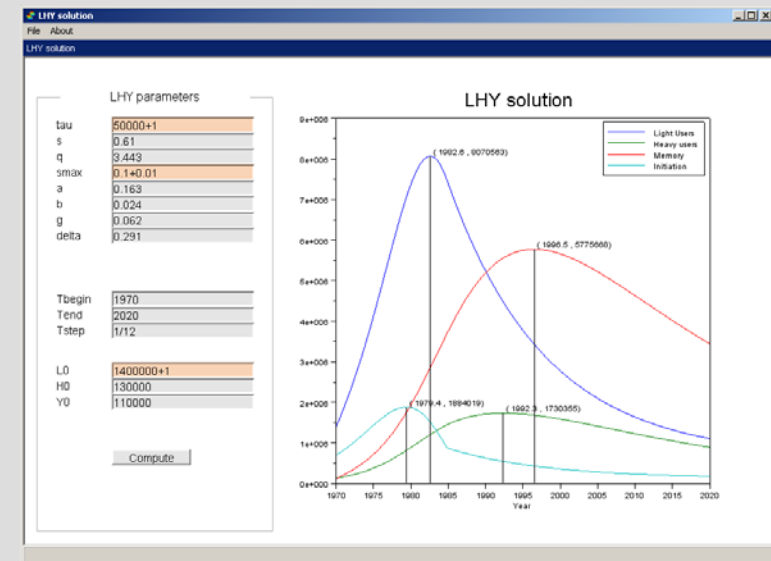 LHY solution
File About
LHY solution
LHY parameters
tau 50000+1
s 0.61
q 3.443
smax 0.1+0.01
a 0.163
b 0.024
g 0.062
delta 0.291
Tbegin 1970
Tend 2020
Tstep 1/12
L0 1400000+1
H0 130000
Y0 110000
Compute
LHY solution
9e+006
8e+006
7e+006
6e+006
5e+006
4e+006
3e+006
2e+006
1e+006
0e+000
Light Users
Heavy users
Memory
Initiation
( 1982.6 , 8070563)
( 1996.5 , 5775668)
( 1979.4 , 1884019)
( 1992.3 , 1730355)
1970 1975 1980 1985 1990 1995 2000 2005 2010 2015 2020
Year